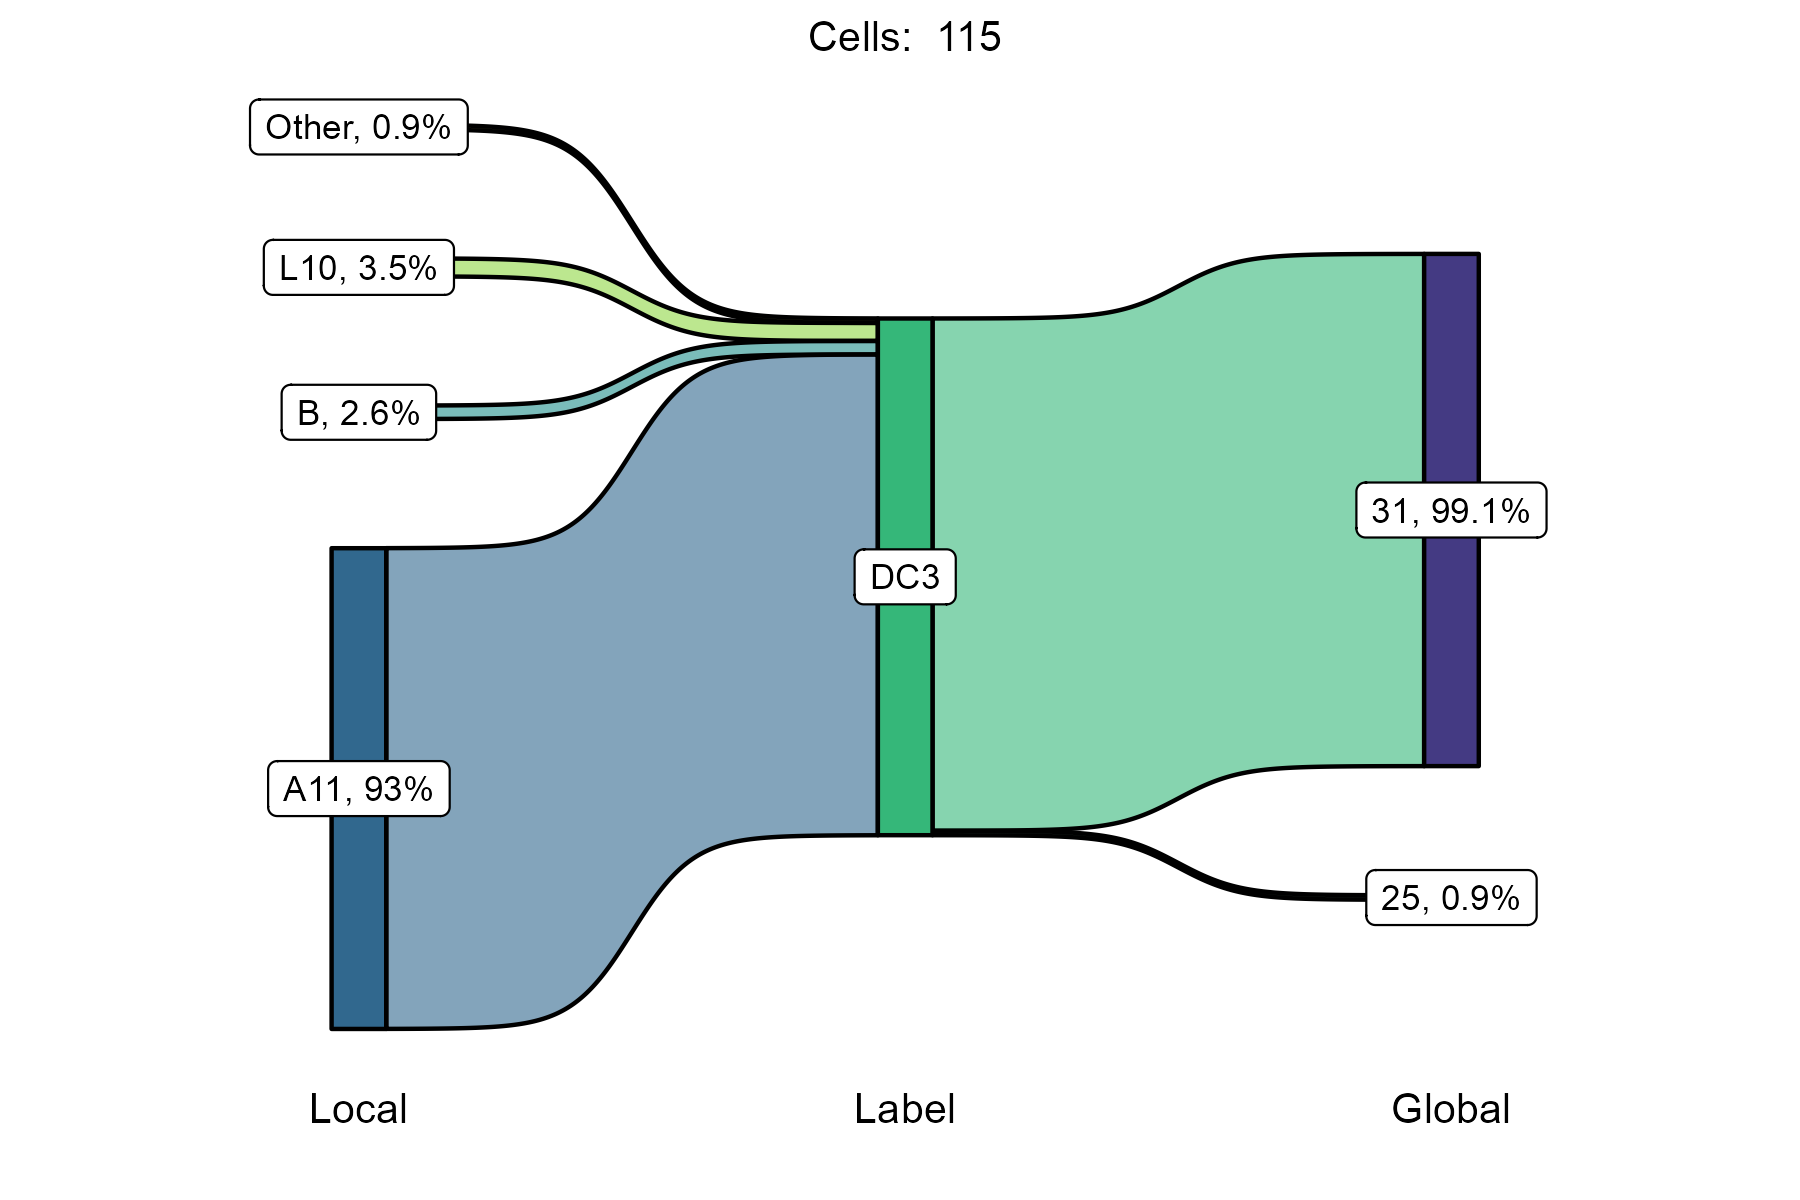 Cells: 115
Other, 0.9%
L10, 3.5%
B, 2.6%
A11, 93%
DC3
31, 99.1%
25, 0.9%
Local
Label
Global